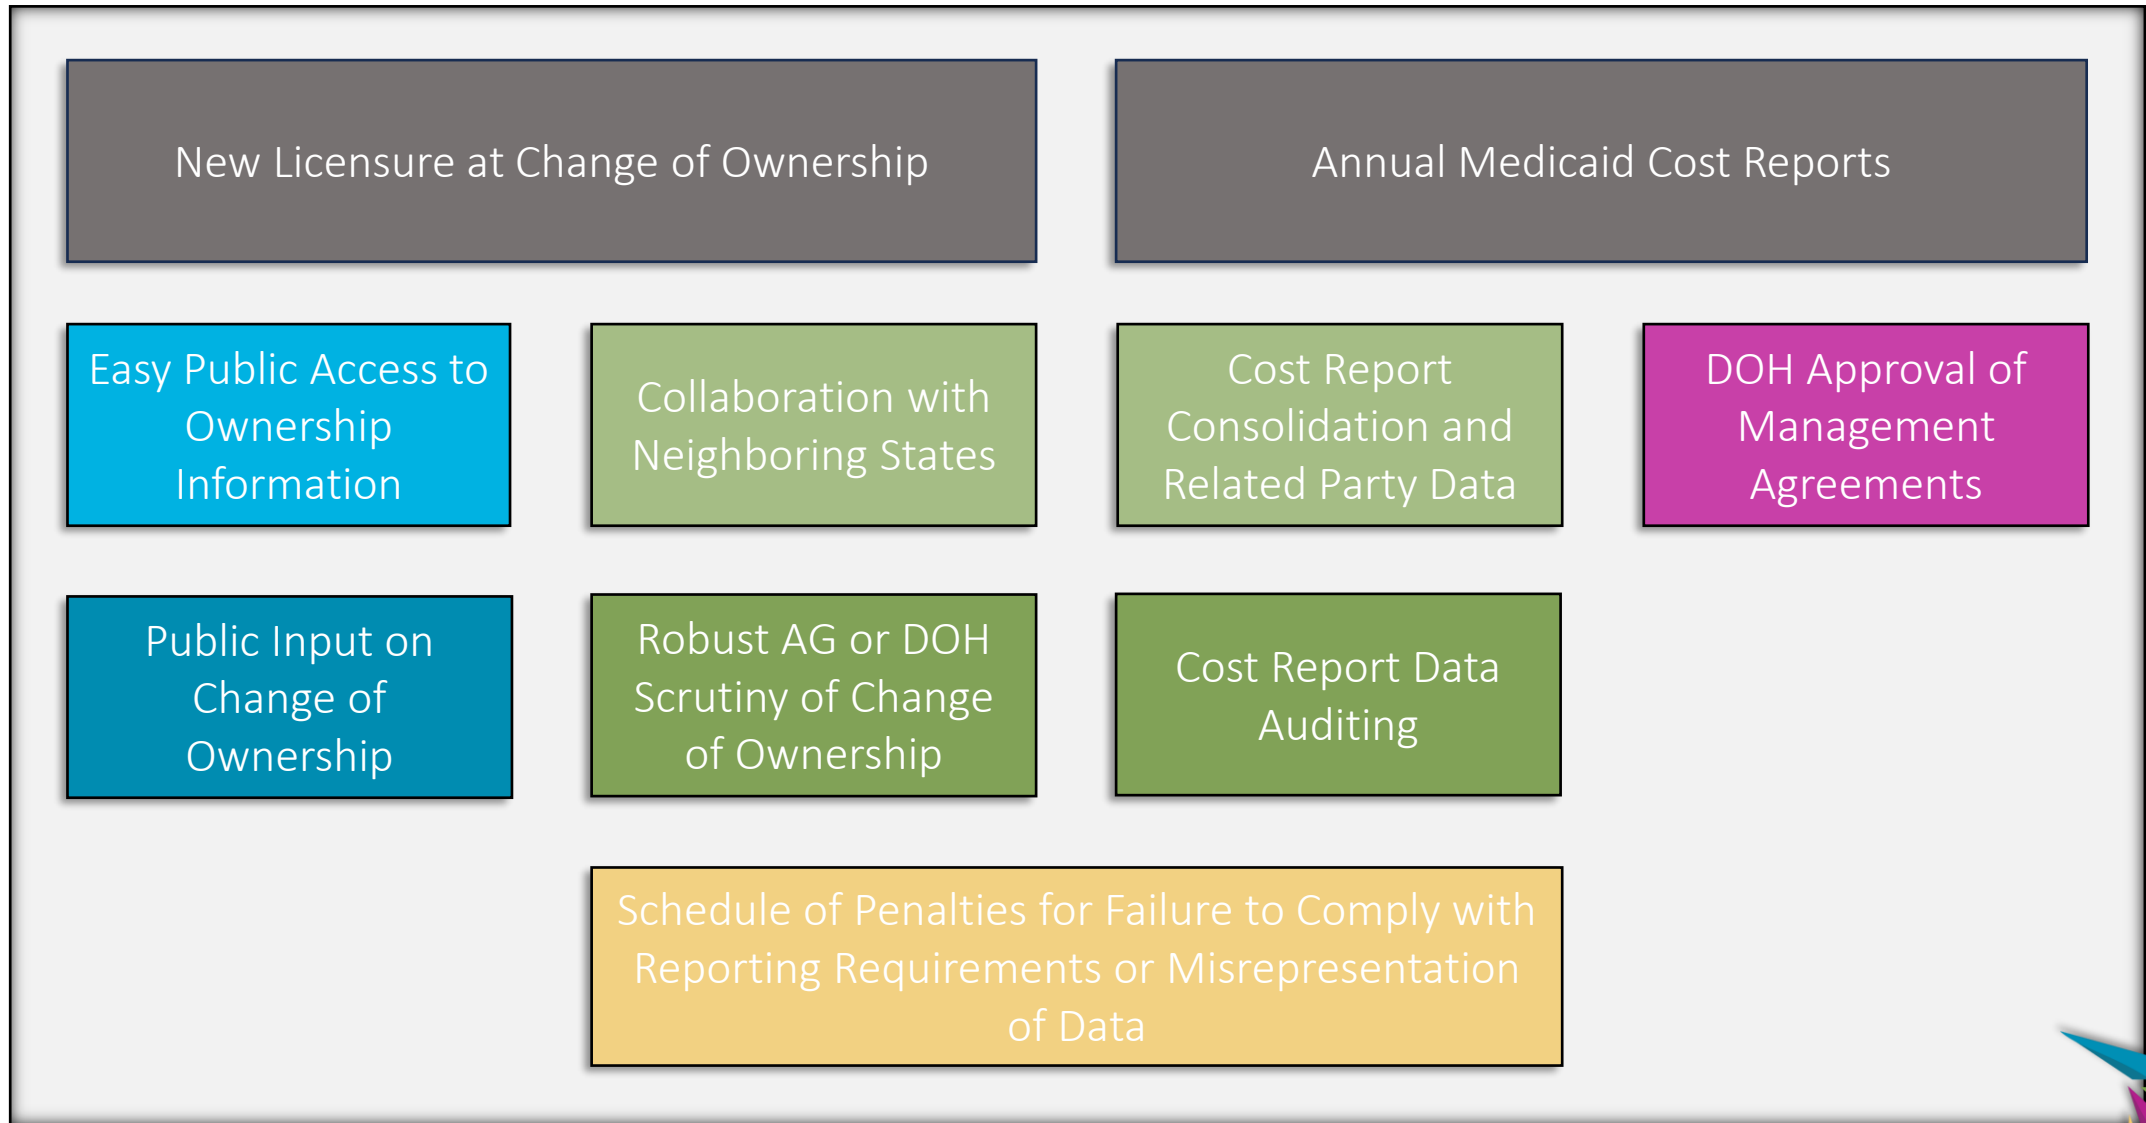 New Licensure at Change of Ownership
Annual Medicaid Cost Reports
Easy Public Access to
Ownership
Information
Collaboration with
Neighboring States
Cost Report
Consolidation and
Related Party Data
DOH Approval of
Management
Agreements
Public Input on
Change of
Ownership
Robust AG or DOH
Scrutiny of Change
of Ownership
Cost Report Data
Auditing
Schedule of Penalties for Failure to Comply with
Reporting Requirements or Misrepresentation
of Data